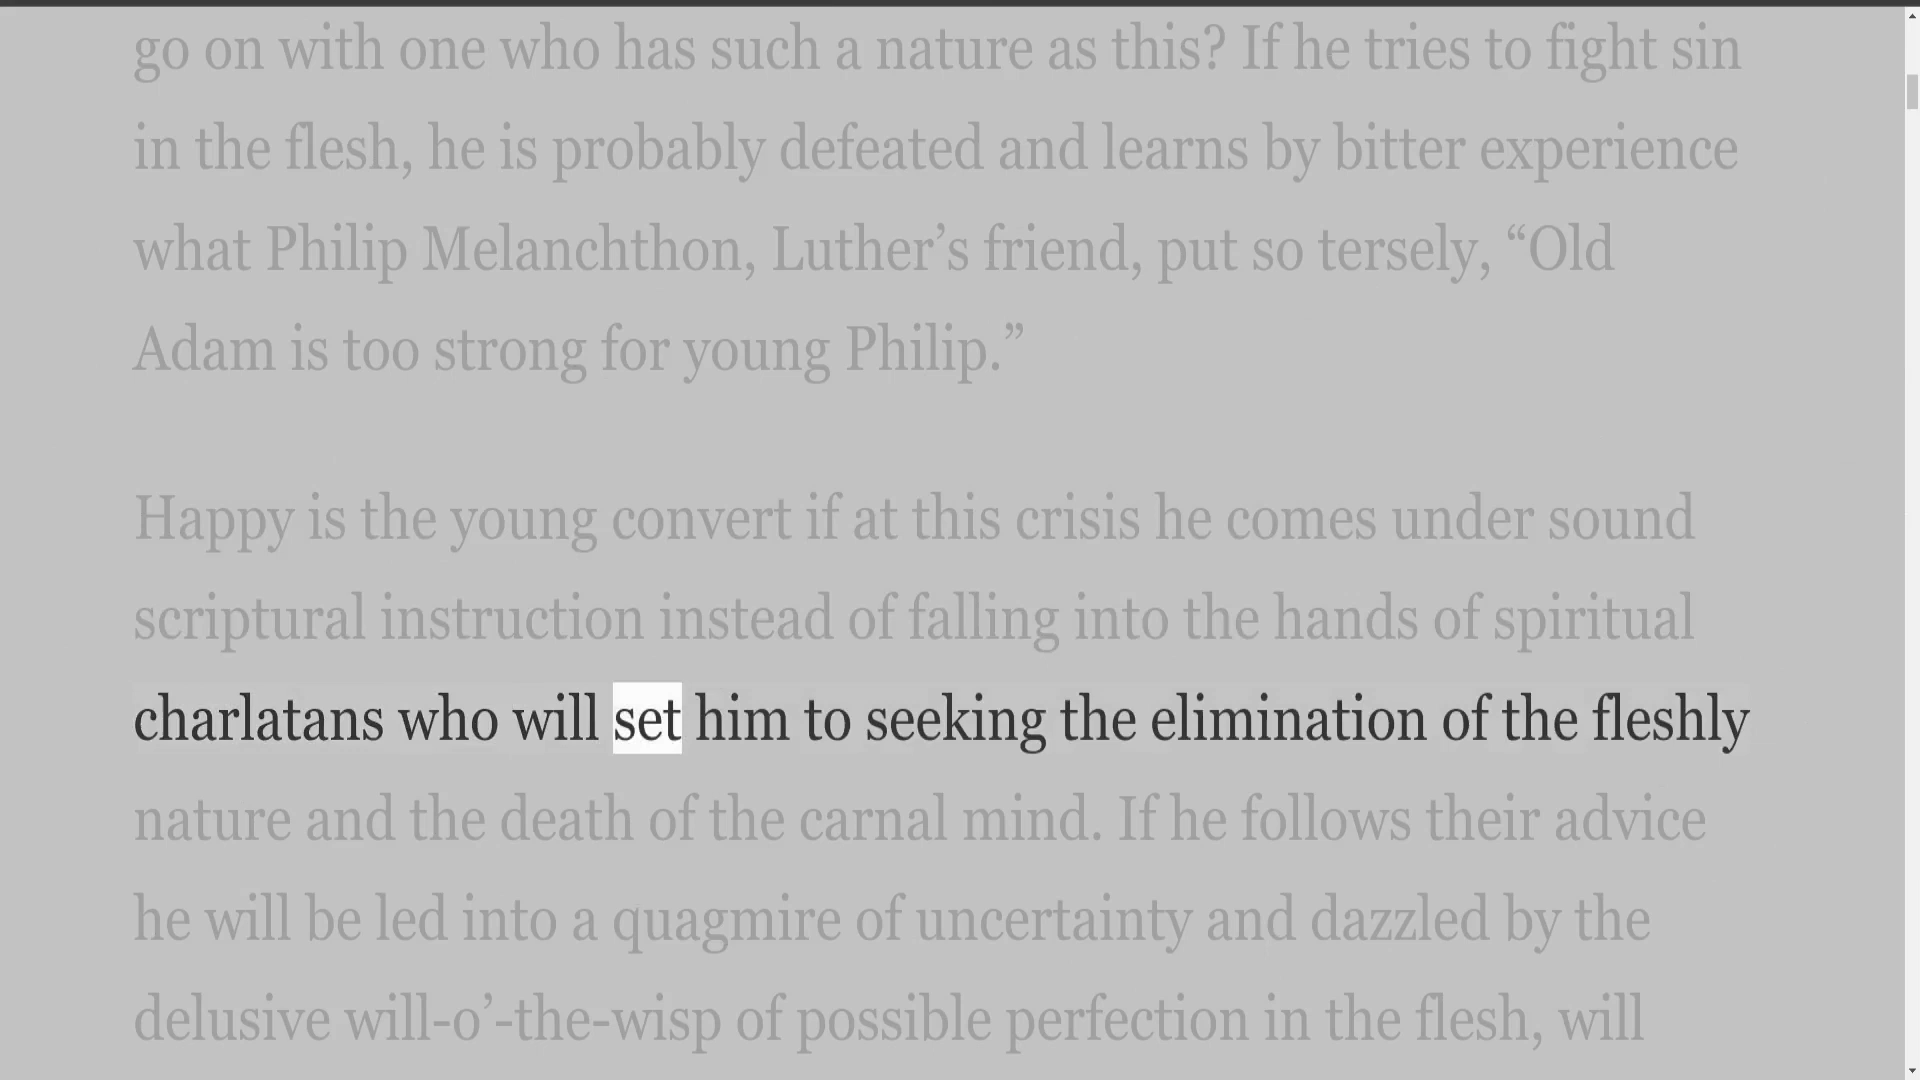 go on with one who has such a nature as this? If he tries to fight sin
in the flesh, he is probably defeated and learns by bitter experience
what Philip Melanchthon, Luther’s friend, put so tersely, “Old
Adam is too strong for young Philip.”
Happy is the young convert if at this crisis he comes under sound
scriptural instruction instead of falling into the hands of spiritual
charlatans who will set him to seeking the elimination of the fleshly
nature and the death of the carnal mind. If he follows their advice
he will be led into a quagmire of uncertainty and dazzled by the
delusive will-o’-the-wisp of possible perfection in the flesh, will